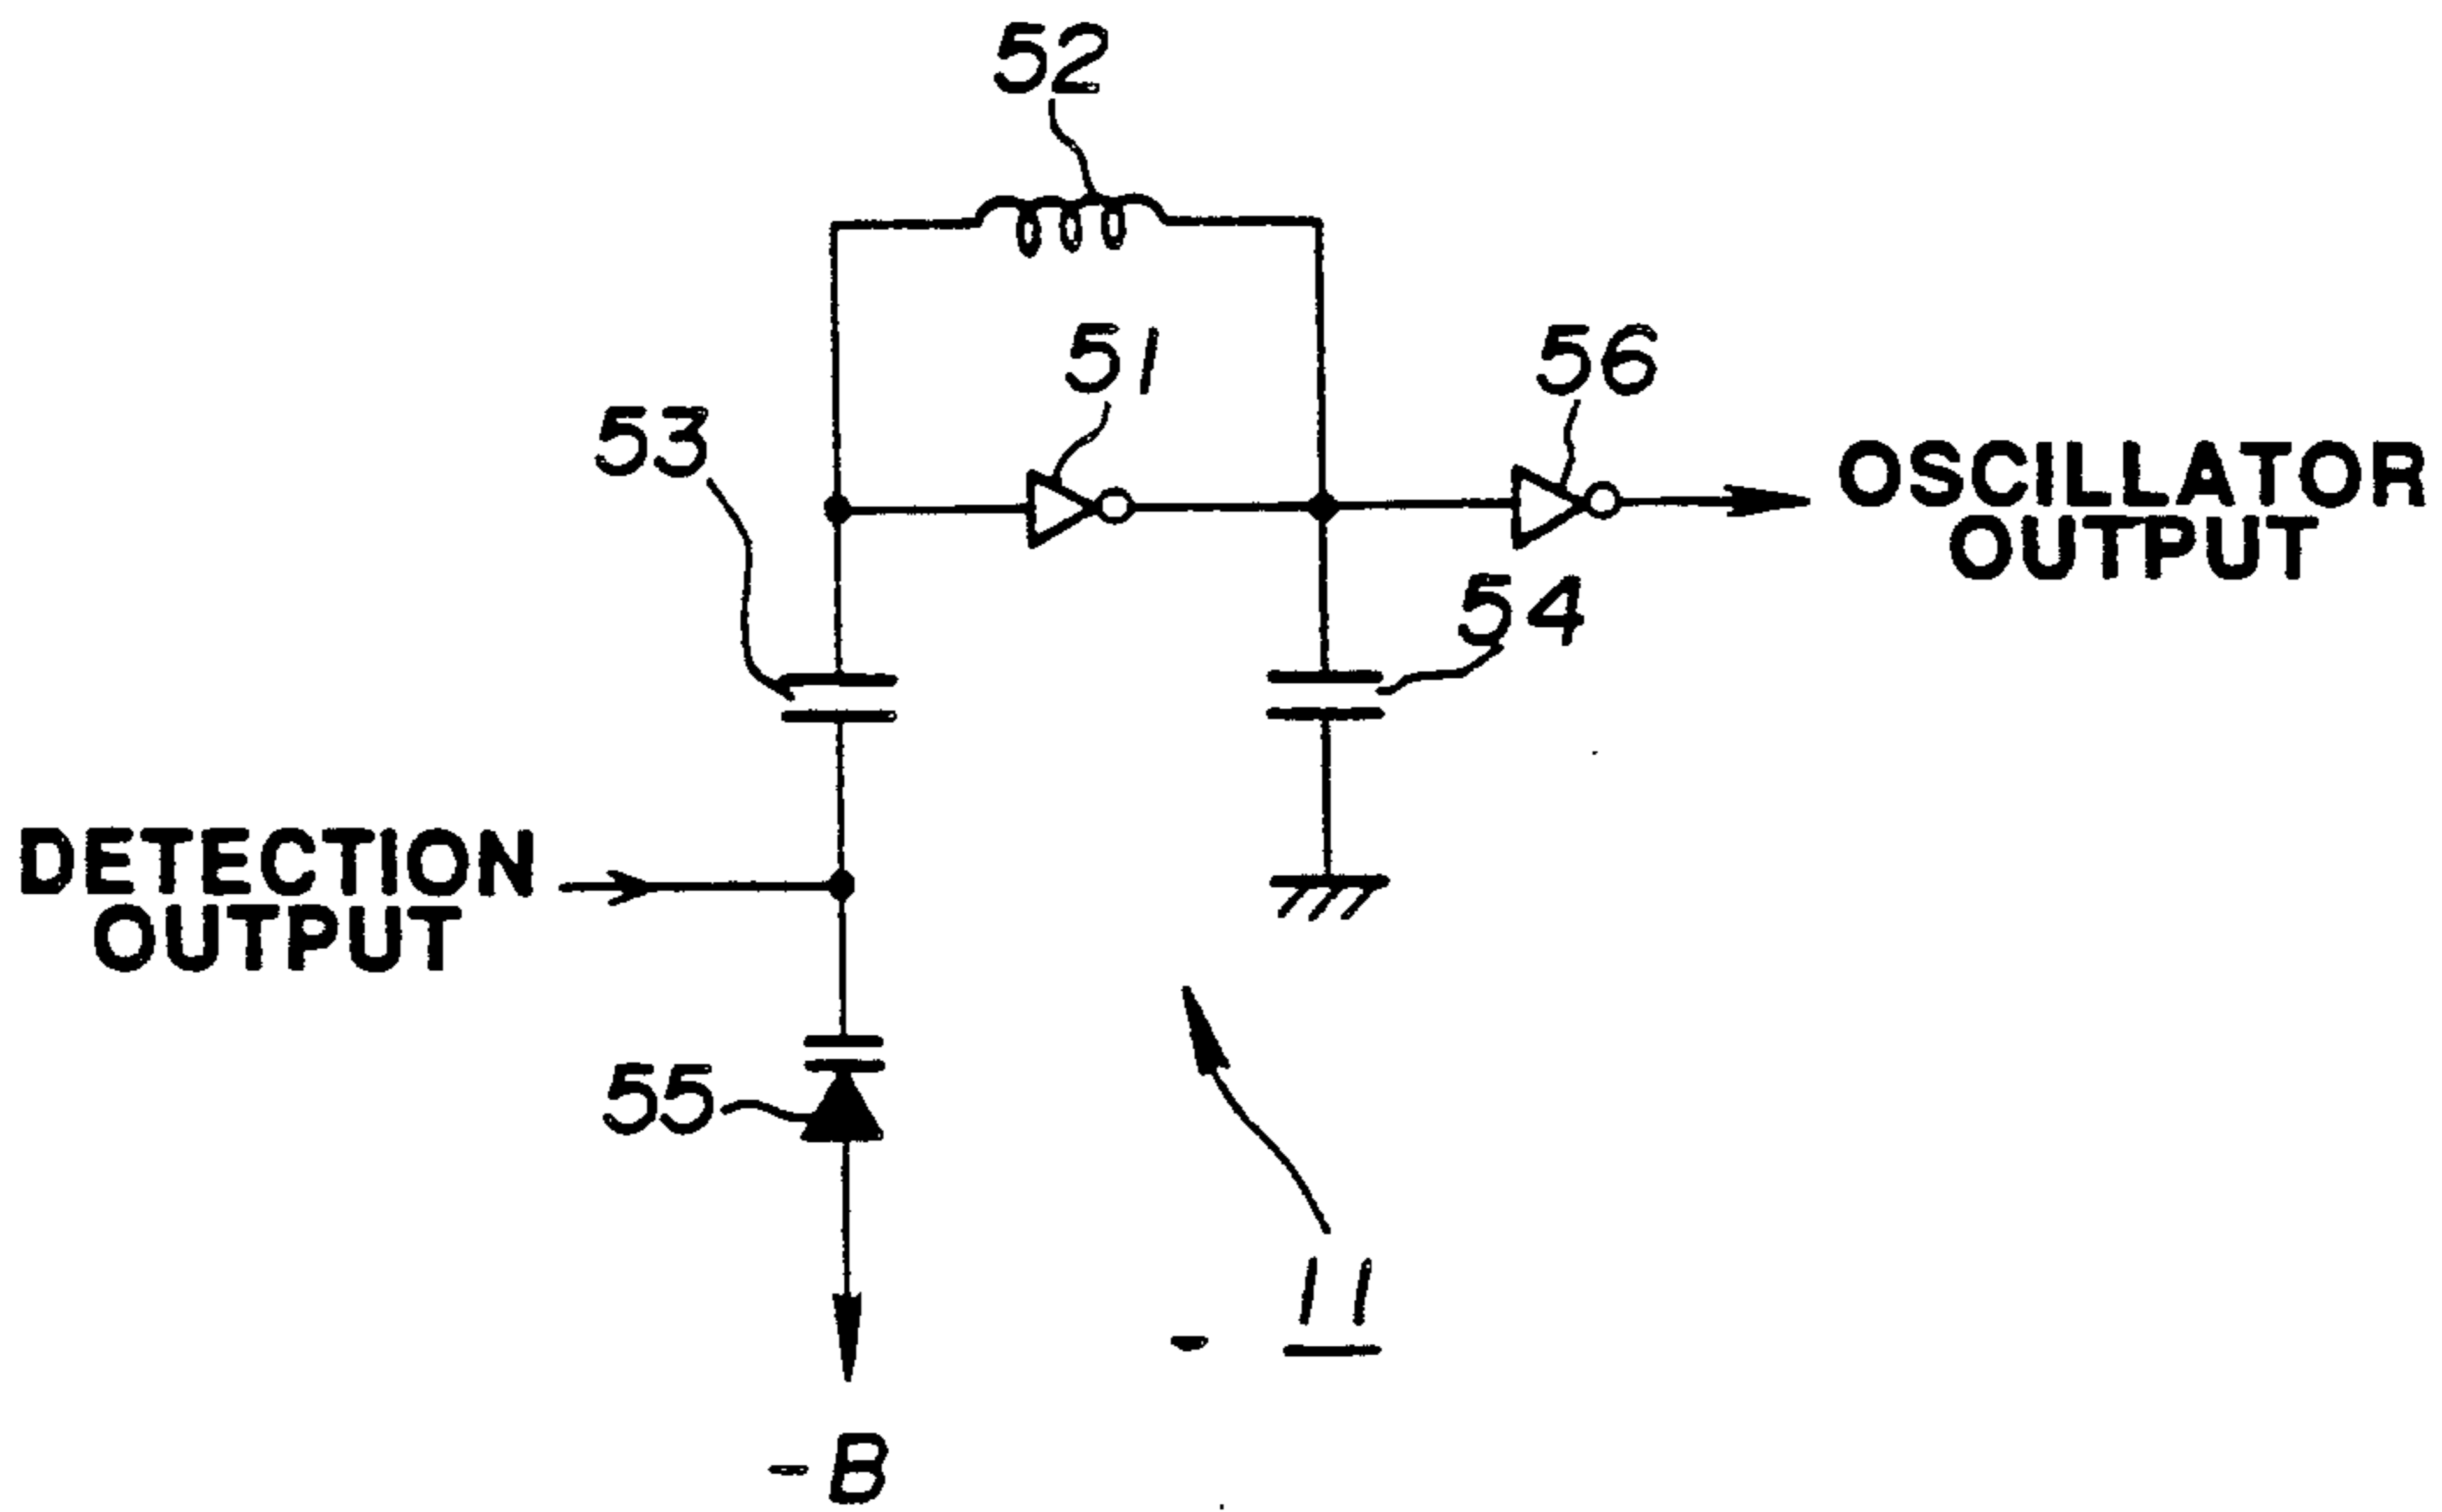 52
51
56
53
OSCILLATOR
OUTPUT
54
DETECTION
OUTPUT
55
11
-B